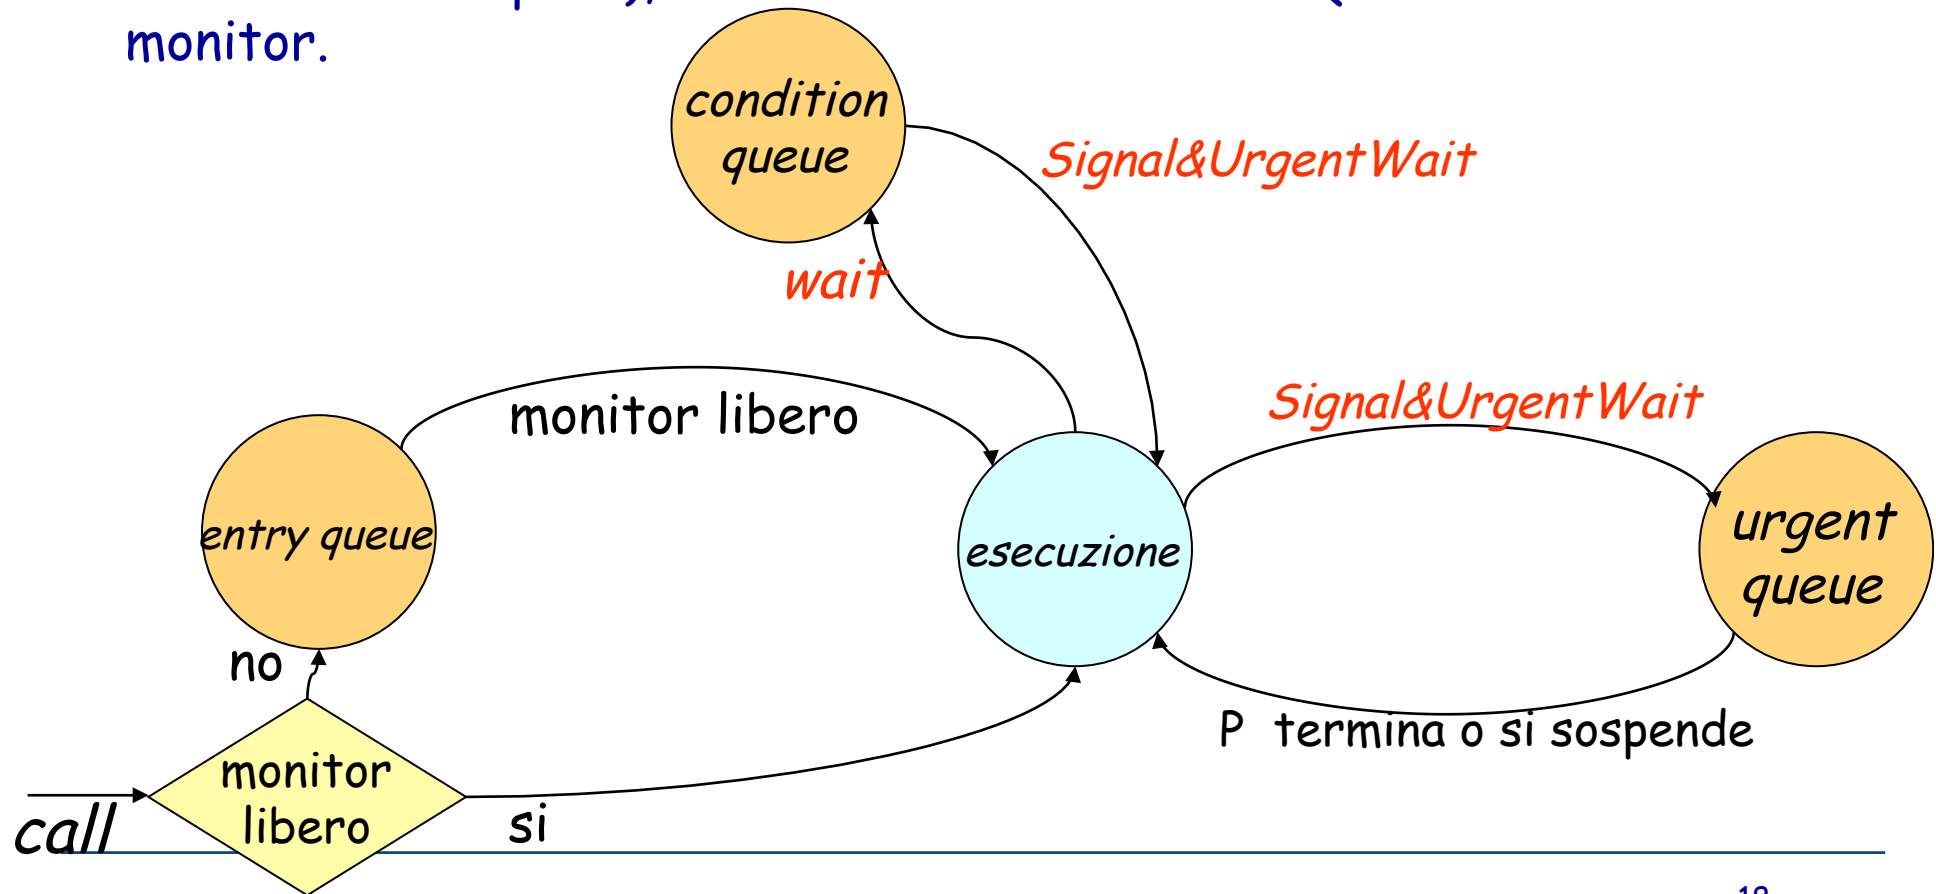 monitor.
condition
queue
Signal&UrgentWait
wait
Signal&UrgentWait
monitor libero
urgent
queue
entry queue
esecuzione
no
P termina o si sospende
monitor
libero
call
si